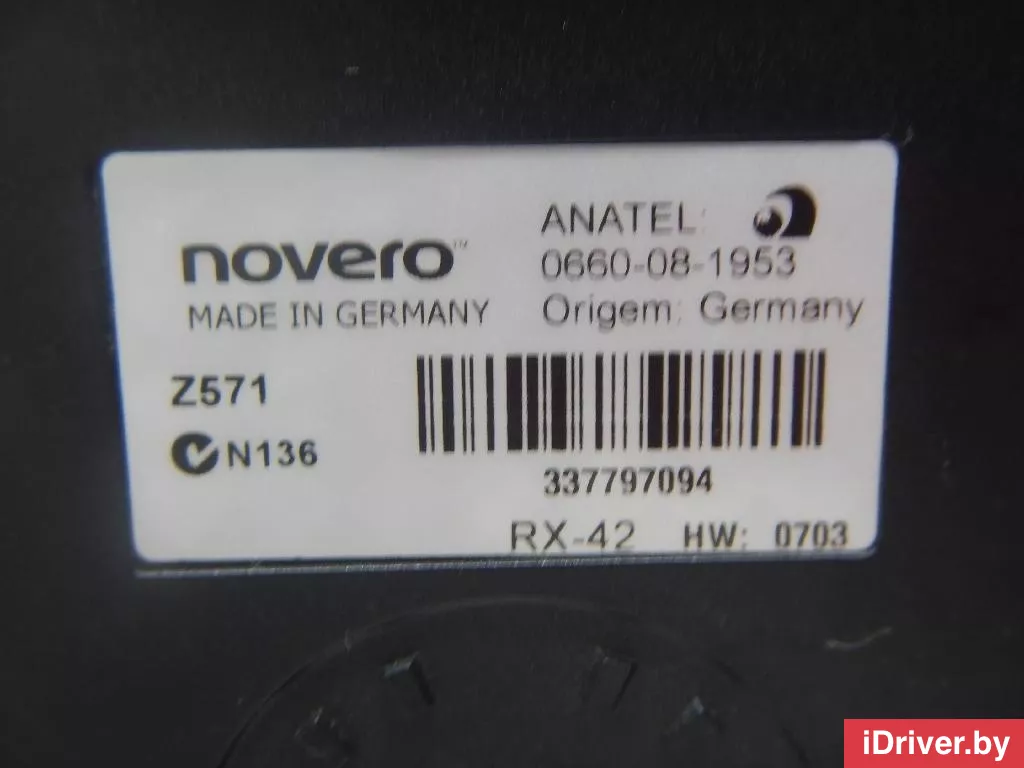 novero™
MADE IN GERMANY
ANATEL:
0660-08-1953
Origem: Germany
Z571
N136
337797094
RX-42 HW: 0703
iDriver.by